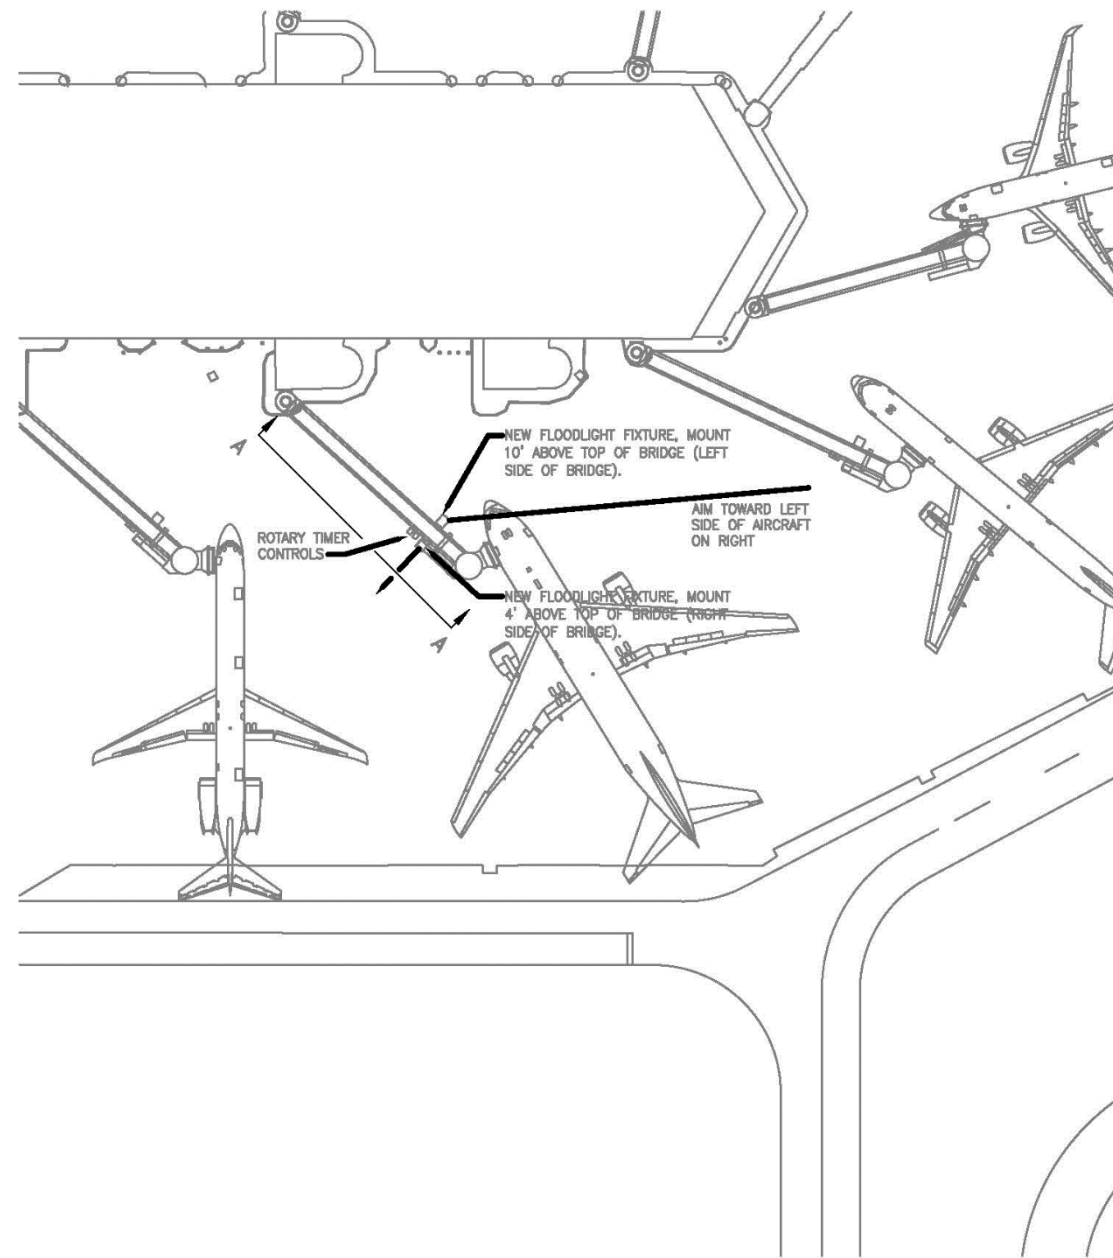 A
NEW FLOODLIGHT FIXTURE, MOUNT
10' ABOVE TOP OF BRIDGE (LEFT
SIDE OF BRIDGE).
AIM TOWARD LEFT
SIDE OF AIRCRAFT
ON RIGHT
ROTARY TIMER
CONTROLS
NEW FLOODLIGHT FIXTURE, MOUNT
4' ABOVE TOP OF BRIDGE (RIGHT
SIDE OF BRIDGE).
A